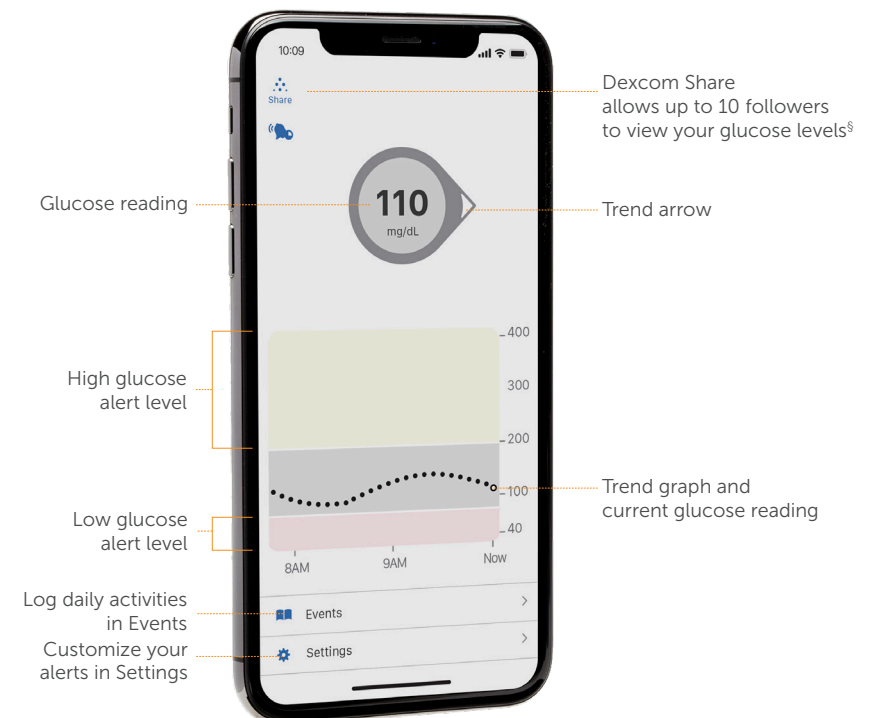 10:09
Share
Dexcom Share
allows up to 10 followers
to view your glucose levels§
Glucose reading
110
mg/dL
Trend arrow
High glucose
alert level
400
300
200
100
40
Trend graph and
current glucose reading
Low glucose
alert level
8AM
9AM
Now
Log daily activities
in Events
Events
Customize your
alerts in Settings
Settings